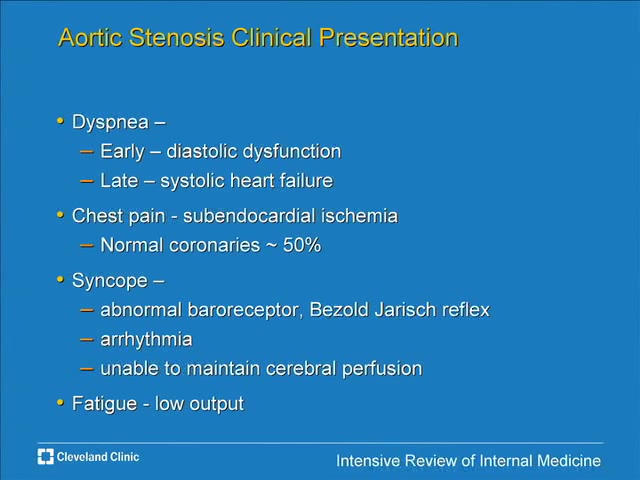 Aortic Stenosis Clinical Presentation
• Dyspnea –
– Early – diastolic dysfunction
– Late – systolic heart failure
• Chest pain - subendocardial ischemia
– Normal coronaries ~ 50%
• Syncope –
– abnormal baroreceptor, Bezold Jarisch reflex
– arrhythmia
– unable to maintain cerebral perfusion
• Fatigue - low output
Cleveland Clinic
Intensive Review of Internal Medicine